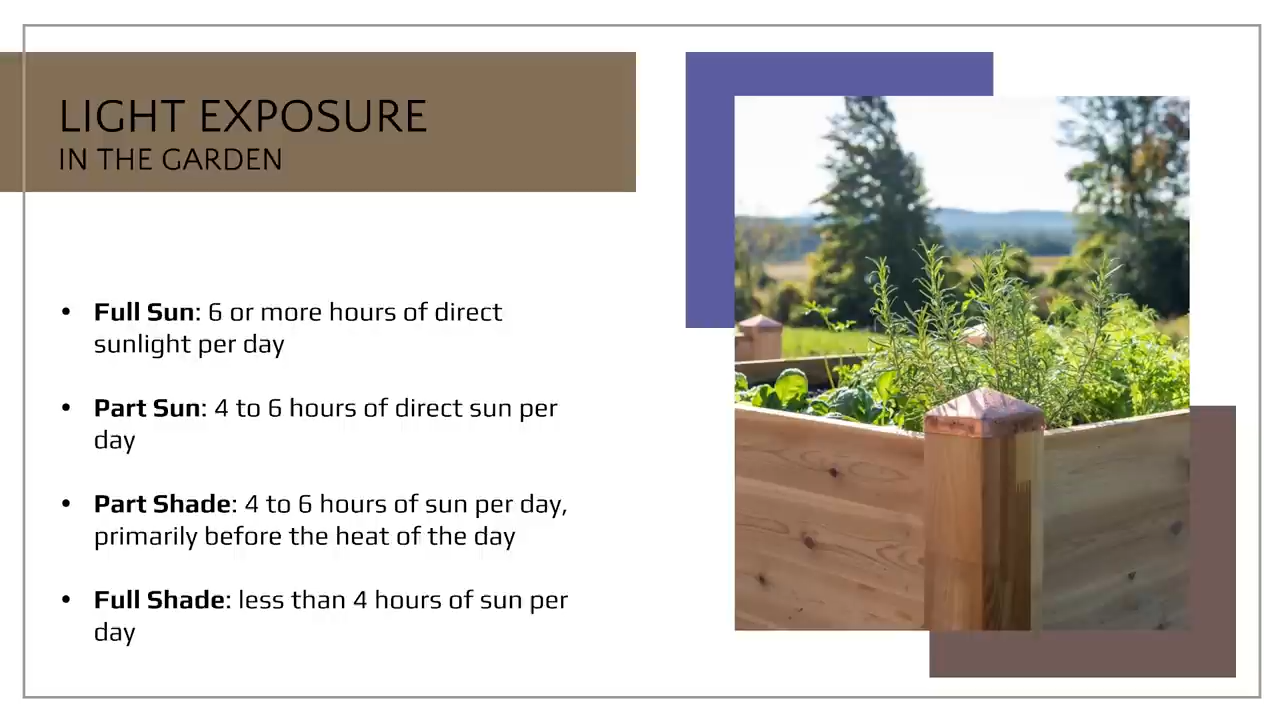 LIGHT EXPOSURE
IN THE GARDEN
• Full Sun: 6 or more hours of direct
sunlight per day
• Part Sun: 4 to 6 hours of direct sun per
day
• Part Shade: 4 to 6 hours of sun per day,
primarily before the heat of the day
• Full Shade: less than 4 hours of sun per
day